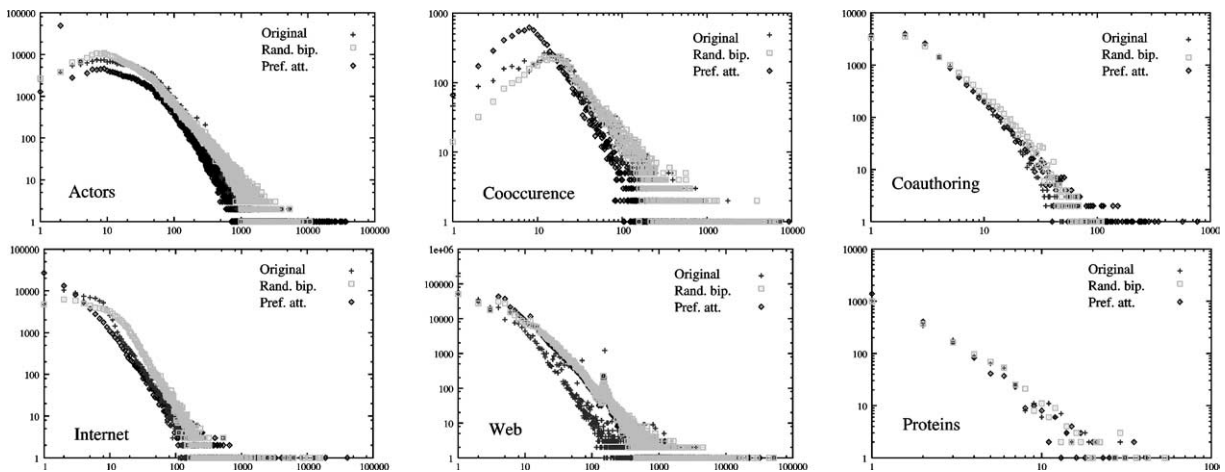 100000
Original
10000
Rand. bip.
Pref. att.
1000
100
10
Actors
1
1 10 100 1000 10000 100000
1000
Original
Rand. bip.
Pref. att.
100
10
Cooccurence
1
1 10 100 1000 10000
10000
Original
Rand. bip.
1000
Pref. att.
100
10
Coauthoring
1
1 10 100 1000
100000
Original
10000
Rand. bip.
Pref. att.
1000
100
10
Internet
1
1 10 100 1000 10000 100000
1e+06
Original
100000
Rand. bip.
Pref. att.
10000
1000
100
10
Web
1
1 10 100 1000 10000 100000
10000
Original
Rand. bip.
1000
Pref. att.
100
10
Proteins
1
1 10 100